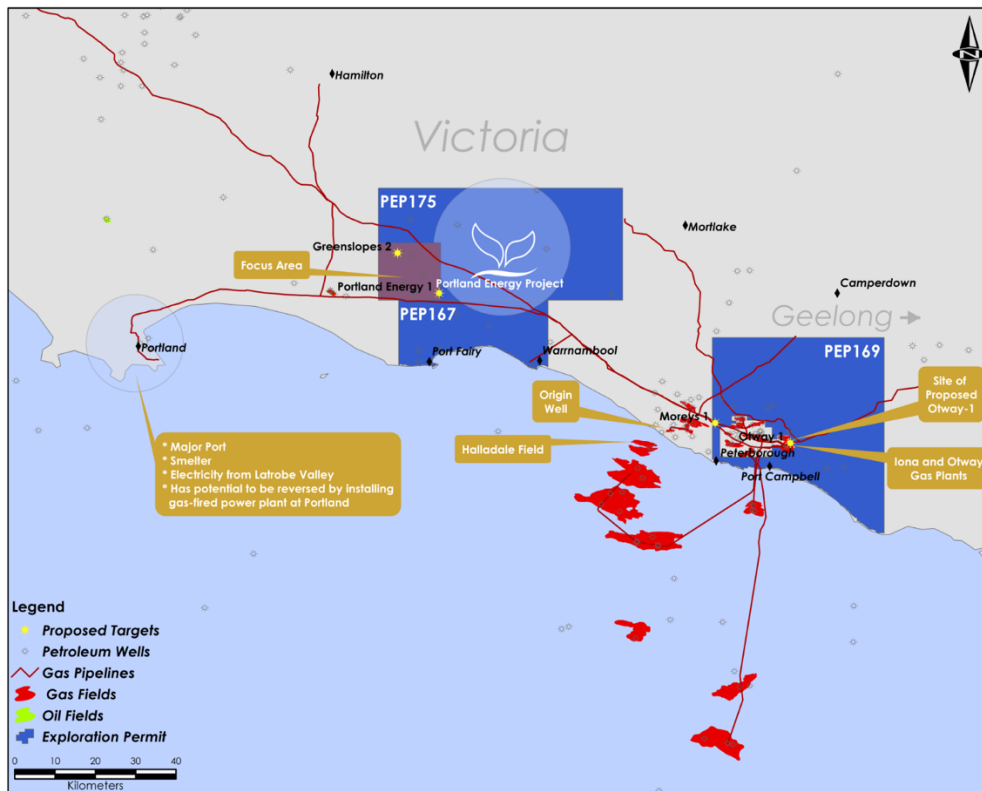 Hamilton
Victoria
PEP175
Mortlake
Greenslopes 2
Focus Area
Portland Energy 1
Portland Energy Project
Camperdown
PEP167
Geelong
Portland
Port Fairy
Warrnambool
PEP169
Origin
Well
Site of
Proposed
Otway-1
Moreys 1
Otway 1
Halladale Field
Peterborough
Iona and Otway
Gas Plants
Port Campbell
* Major Port
* Smelter
* Electricity from Latrobe Valley
* Has potential to be reversed by installing
gas-fired power plant at Portland
Legend
Proposed Targets
Petroleum Wells
Gas Pipelines
Gas Fields
Oil Fields
Exploration Permit
0 10 20 30 40
Kilometers
N